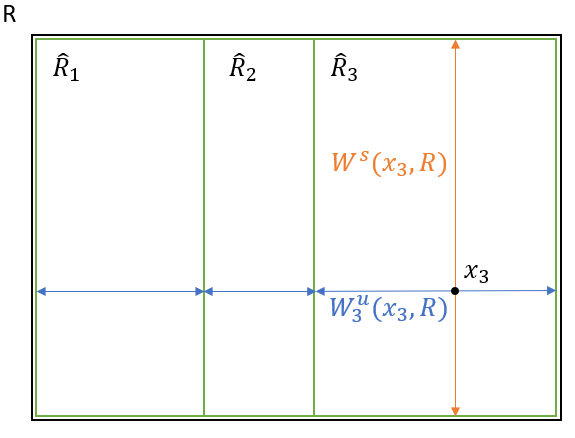 R
R̂₁ R̂₂ R̂₃
Wˢ(x₃, R)
x₃
W₃ᵘ(x₃, R)